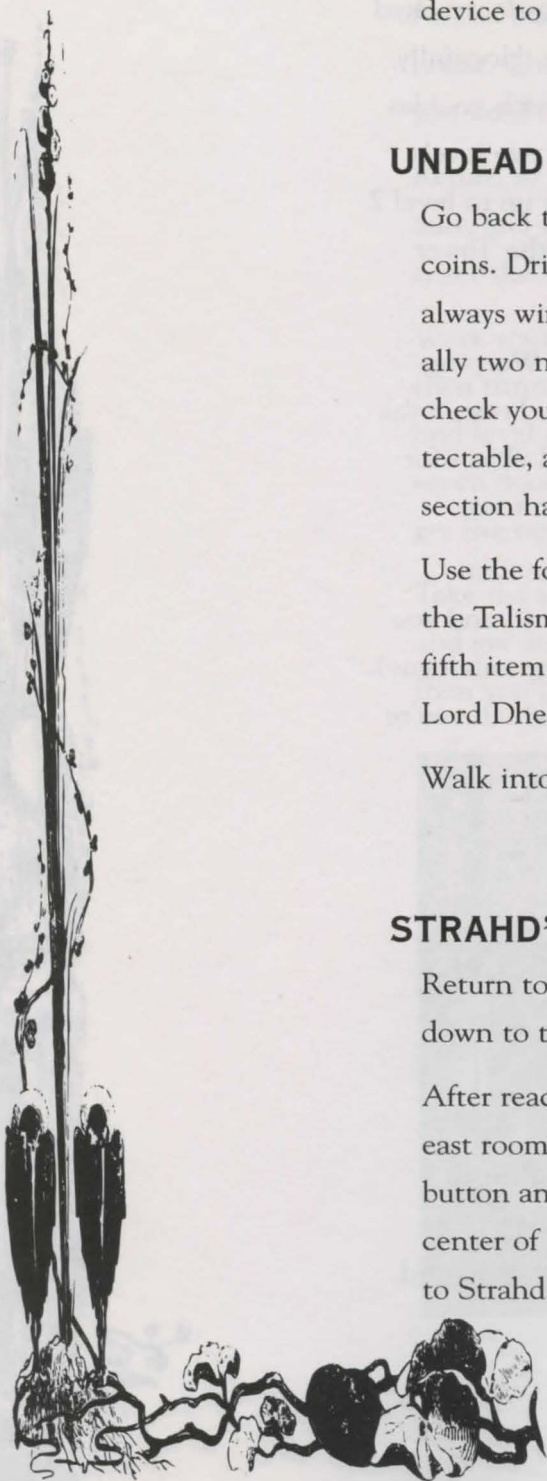 device to
UNDEAD
Go back t
coins. Dri
always wi
ally two n
check you
tectable, a
section ha
Use the fo
the Talism
fifth item
Lord Dhe
Walk into
STRAHD'
Return to
down to t
After reac
east room
button an
center of
to Strahd